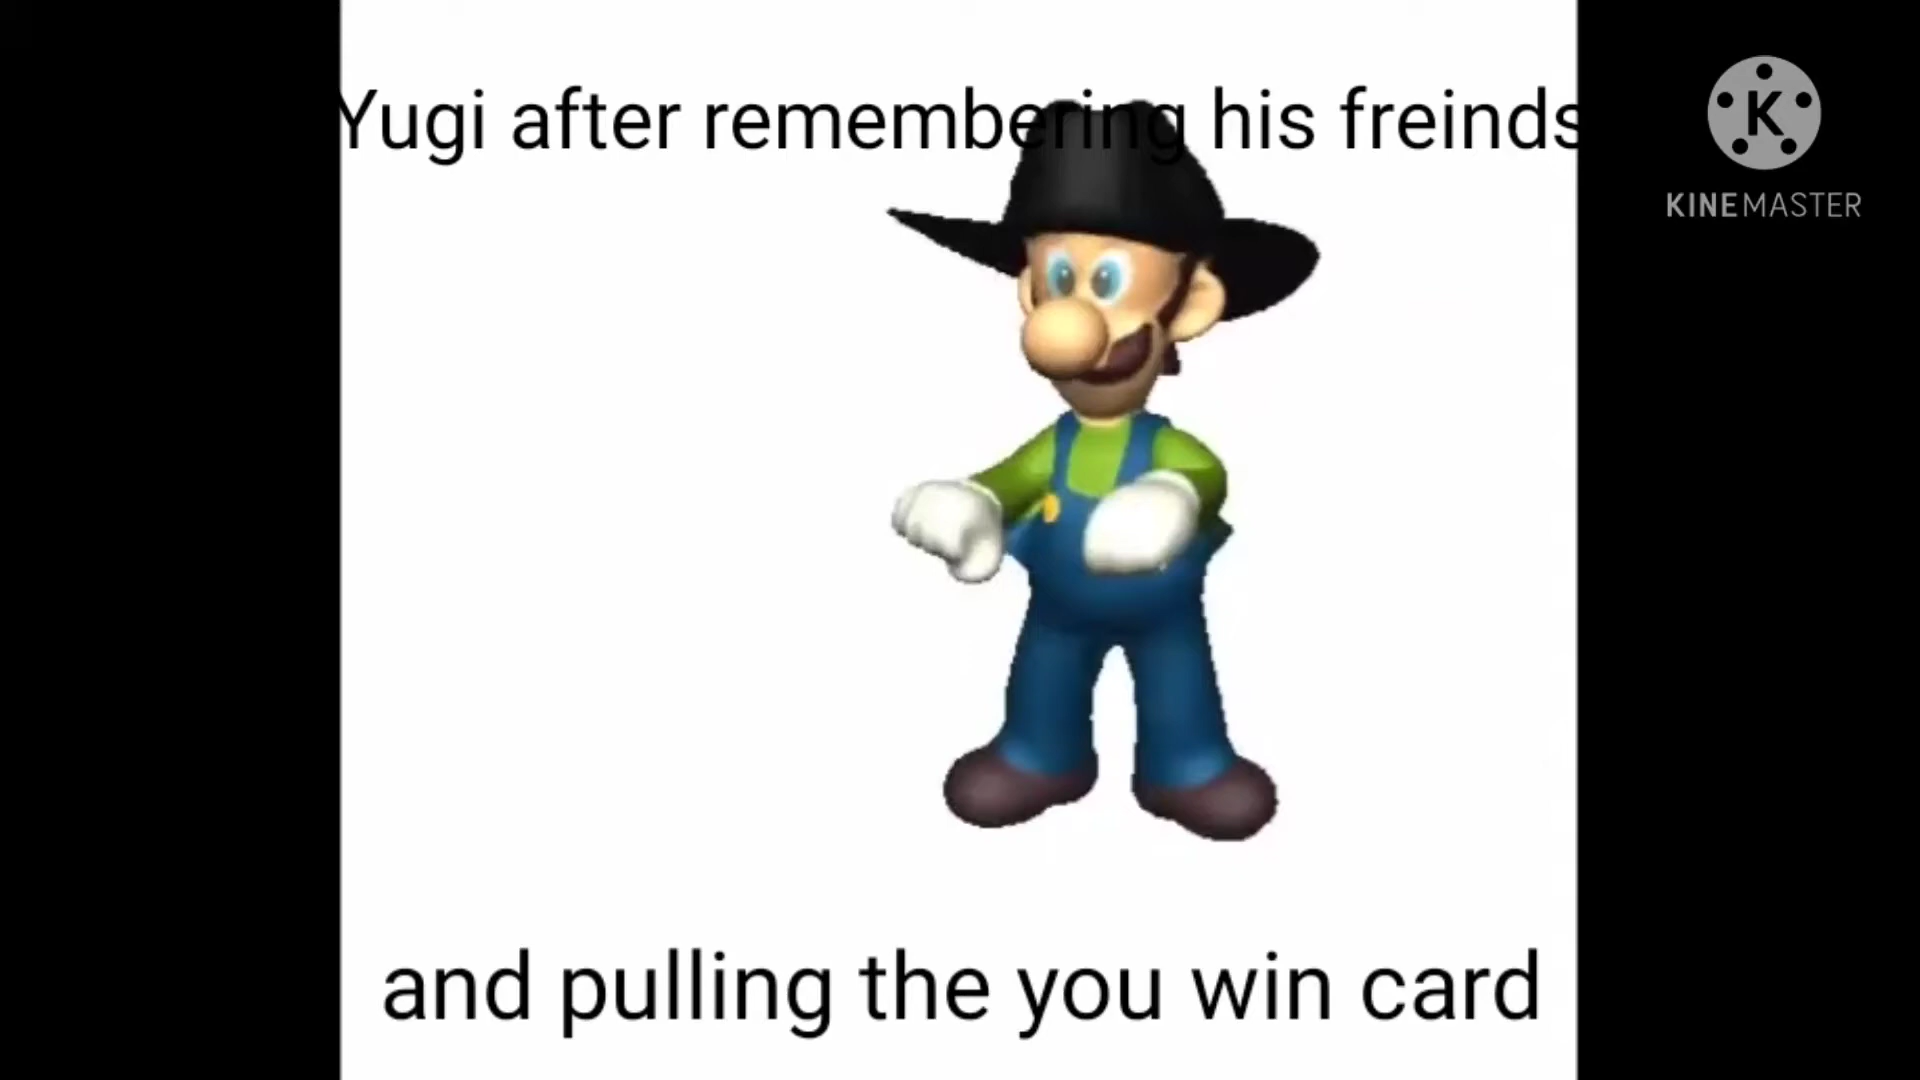 Yugi after remembering his freinds
K
KINEMASTER
and pulling the you win card